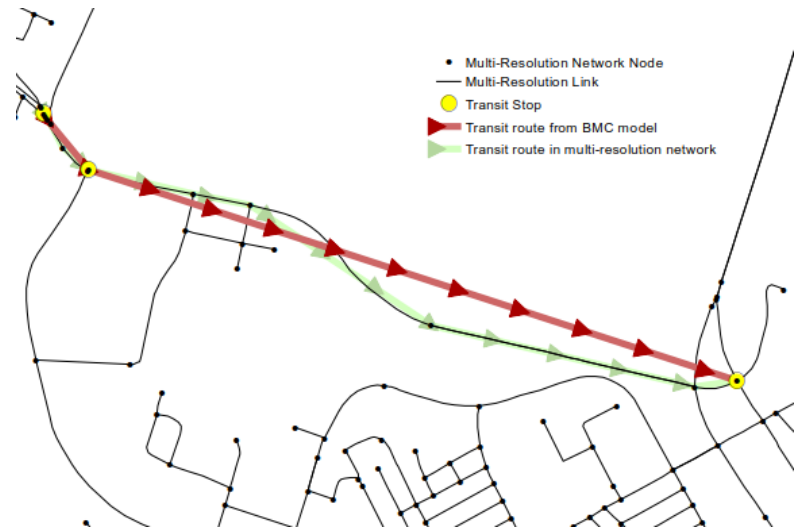 Multi-Resolution Network Node
Multi-Resolution Link
Transit Stop
Transit route from BMC model
Transit route in multi-resolution network